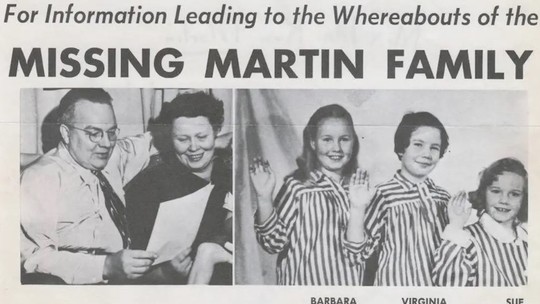 For Information Leading to the Whereabouts of the
MISSING MARTIN FAMILY
BARBARA VIRGINIA SUE